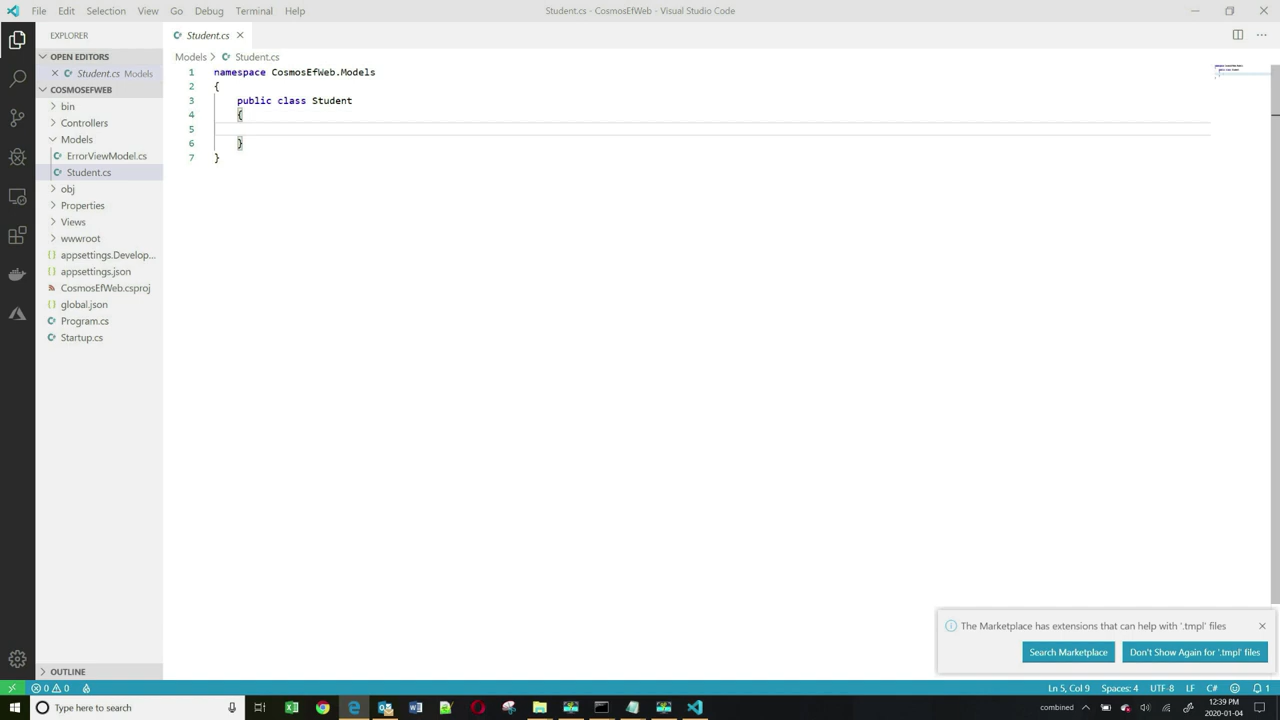 File Edit Selection View Go Debug Terminal Help
Student.cs - CosmosEfWeb - Visual Studio Code
EXPLORER
Student.cs
OPEN EDITORS
Student.cs Models
COSMOSEFWEB
bin
Controllers
Models
ErrorViewModel.cs
Student.cs
obj
Properties
Views
wwwroot
appsettings.Develop...
appsettings.json
CosmosEfWeb.csproj
global.json
Program.cs
Startup.cs
OUTLINE
Models > Student.cs
1 namespace CosmosEfWeb.Models
2 {
3 public class Student
4 {
5
6 }
7 }
The Marketplace has extensions that can help with '.tmpl' files
Search Marketplace
Don't Show Again for '.tmpl' files
0 0
Ln 5, Col 9 Spaces: 4 UTF-8 LF C# 1
Type here to search
combined
12:39 PM
2020-01-04